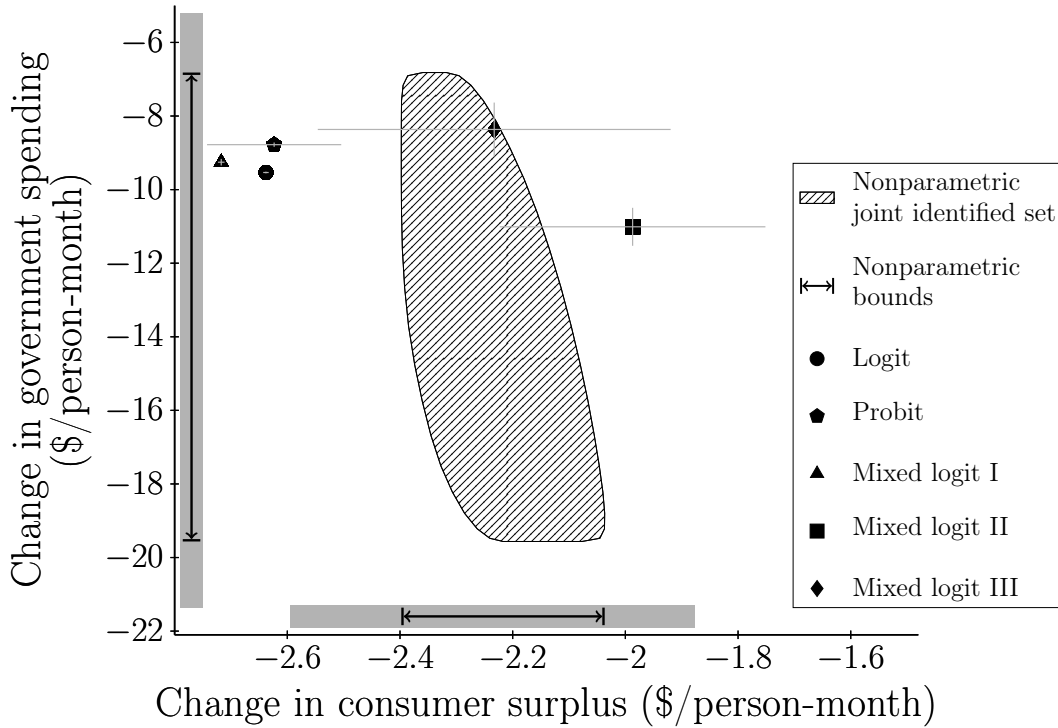 Change in government spending
($/person-month)
−6
−8
−10
−12
−14
−16
−18
−20
−22
−2.6
−2.4
−2.2
−2
−1.8
−1.6
Change in consumer surplus ($/person-month)
Nonparametric
joint identified set
Nonparametric
bounds
Logit
Probit
Mixed logit I
Mixed logit II
Mixed logit III